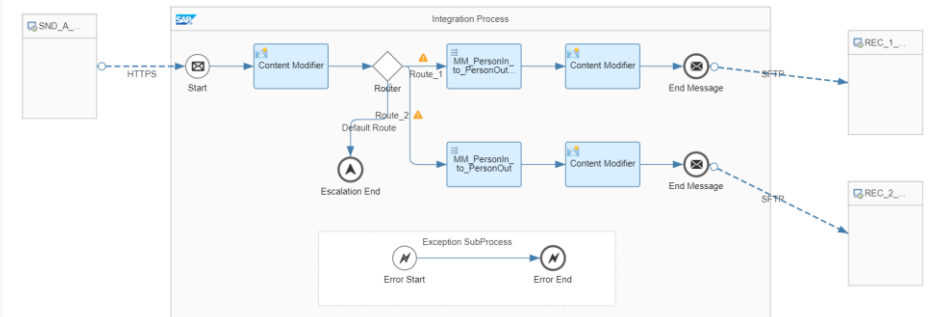 SAP
Integration Process
SND_A_...
HTTPS
Start
Content Modifier
Router
Route_1
MM_PersonIn_
to_PersonOut...
Content Modifier
End Message
SFTP
REC_1_...
Route_2
Default Route
Escalation End
MM_PersonIn_
to_PersonOut
Content Modifier
End Message
SFTP
REC_2_...
Exception SubProcess
Error Start
Error End